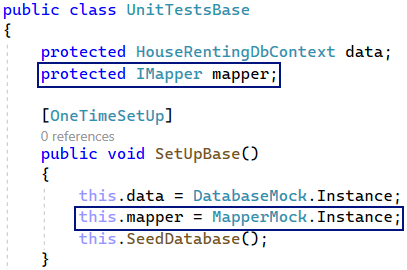 public class UnitTestsBase
{
protected HouseRentingDbContext data;
protected IMapper mapper;
[OneTimeSetUp]
0 references
public void SetUpBase()
{
this.data = DatabaseMock.Instance;
this.mapper = MapperMock.Instance;
this.SeedDatabase();
}